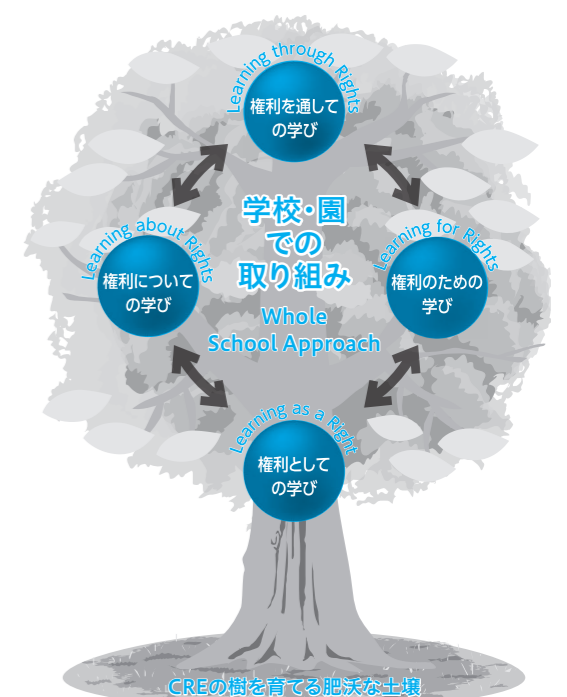 Learning through Rights
権利を通して
の学び
学校・園
での
取り組み
Whole
School Approach
Learning about Rights
権利について
の学び
Learning for Rights
権利のための
学び
Learning as a Right
権利として
の学び
CREの樹を育てる肥沃な土壌